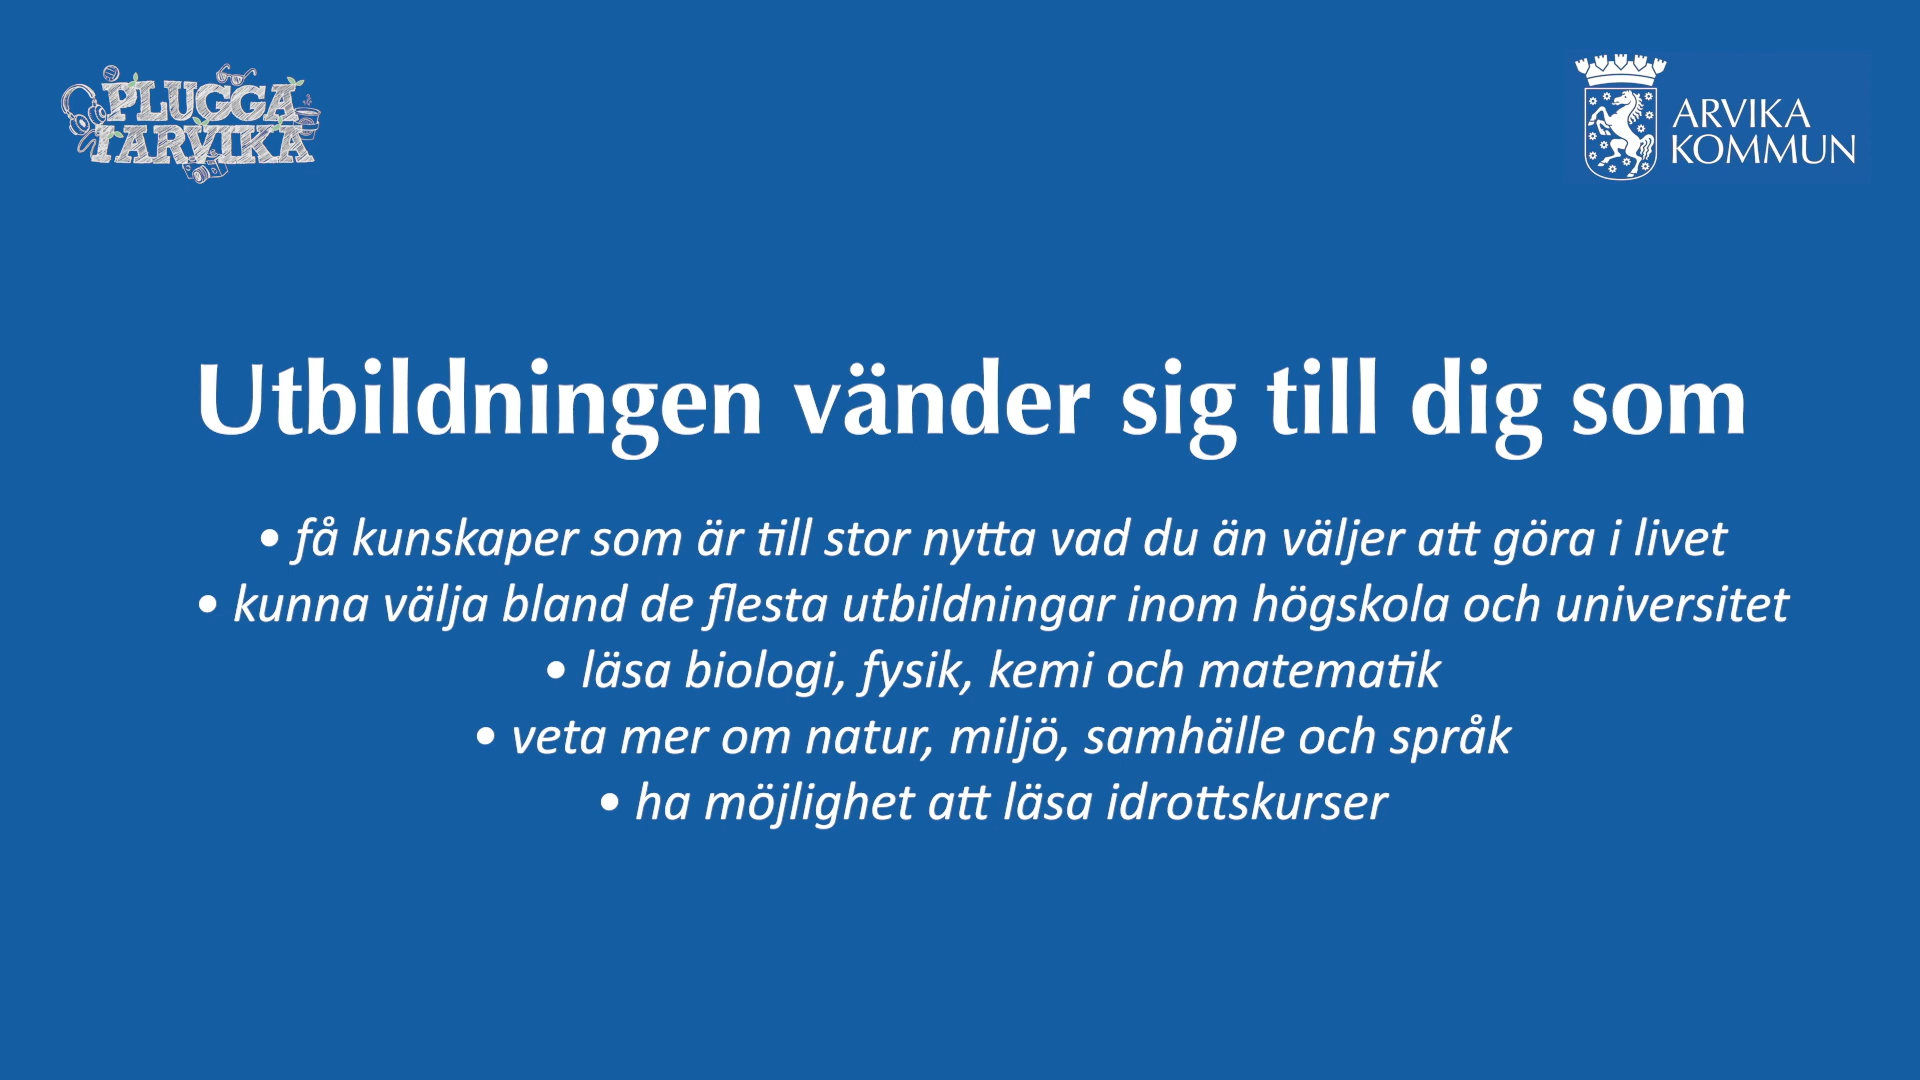 PLUGGA
I ARVIKA
ARVIKA
KOMMUN
Utbildningen vänder sig till dig som
• få kunskaper som är till stor nytta vad du än väljer att göra i livet
• kunna välja bland de flesta utbildningar inom högskola och universitet
• läsa biologi, fysik, kemi och matematik
• veta mer om natur, miljö, samhälle och språk
• ha möjlighet att läsa idrottskurser